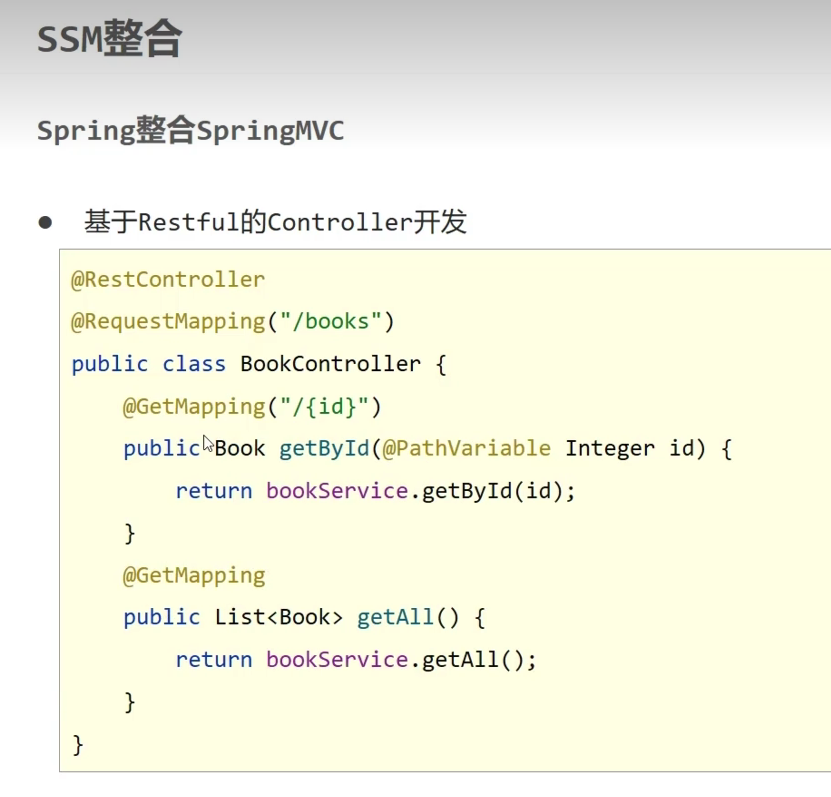 SSM整合
Spring整合SpringMVC
● 基于Restful的Controller开发
@RestController
@RequestMapping("/books")
public class BookController {
    @GetMapping("/{id}")
    public Book getById(@PathVariable Integer id) {
        return bookService.getById(id);
    }
    @GetMapping
    public List<Book> getAll() {
        return bookService.getAll();
    }
}